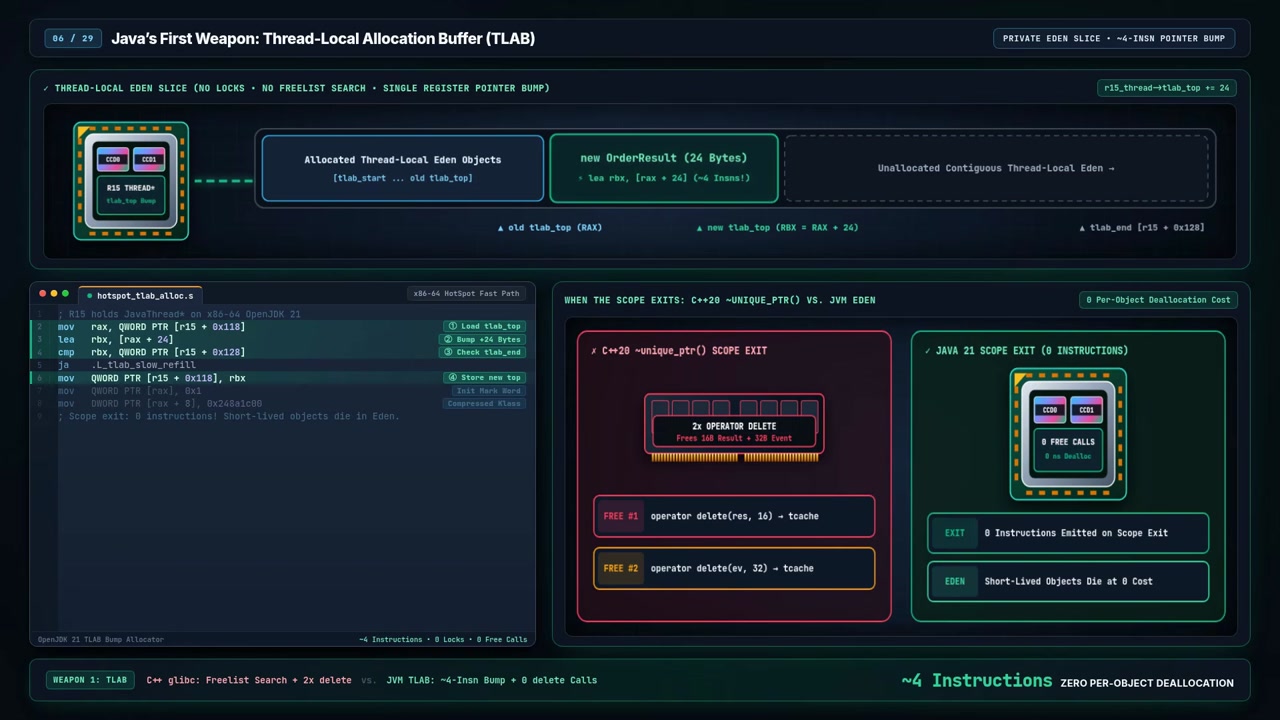 06 / 29
Java's First Weapon: Thread-Local Allocation Buffer (TLAB)
PRIVATE EDEN SLICE • ~4-INSN POINTER BUMP
✓ THREAD-LOCAL EDEN SLICE (NO LOCKS • NO FREELIST SEARCH • SINGLE REGISTER POINTER BUMP)
r15_thread→tlab_top += 24
CCD0
CCD1
R15 THREAD*
tlab_top Bump
Allocated Thread-Local Eden Objects
[tlab_start ... old tlab_top]
new OrderResult (24 Bytes)
• lea rbx, [rax + 24] (~4 Insns!)
Unallocated Contiguous Thread-Local Eden →
▲ old tlab_top (RAX)
▲ new tlab_top (RBX = RAX + 24)
▲ tlab_end [r15 + 0x128]
hotspot_tlab_alloc.s
x86-64 HotSpot Fast Path
1 ; R15 holds JavaThread* on x86-64 OpenJDK 21
2 mov rax, QWORD PTR [r15 + 0x118] ① Load tlab_top
3 lea rbx, [rax + 24] ② Bump +24 Bytes
4 cmp rbx, QWORD PTR [r15 + 0x128] ③ Check tlab_end
5 ja .L_tlab_slow_refill
6 mov QWORD PTR [r15 + 0x118], rbx ④ Store new top
7 mov QWORD PTR [rax], 0x1 Init Mark Word
8 mov DWORD PTR [rax + 8], 0x248a1c00 Compressed Klass
9 ; Scope exit: 0 instructions! Short-lived objects die in Eden.
OpenJDK 21 TLAB Bump Allocator
~4 Instructions • 0 Locks • 0 Free Calls
WHEN THE SCOPE EXITS: C++20 ~UNIQUE_PTR() VS. JVM EDEN
0 Per-Object Deallocation Cost
✗ C++20 ~unique_ptr() SCOPE EXIT
2x OPERATOR DELETE
Frees 16B Result + 32B Event
FREE #1 operator delete(res, 16) → tcache
FREE #2 operator delete(ev, 32) → tcache
✓ JAVA 21 SCOPE EXIT (0 INSTRUCTIONS)
CCD0
CCD1
0 FREE CALLS
0 ns Dealloc
EXIT 0 Instructions Emitted on Scope Exit
EDEN Short-Lived Objects Die at 0 Cost
WEAPON 1: TLAB
C++ glibc: Freelist Search + 2x delete vs. JVM TLAB: ~4-Insn Bump + 0 delete Calls
~4 Instructions ZERO PER-OBJECT DEALLOCATION